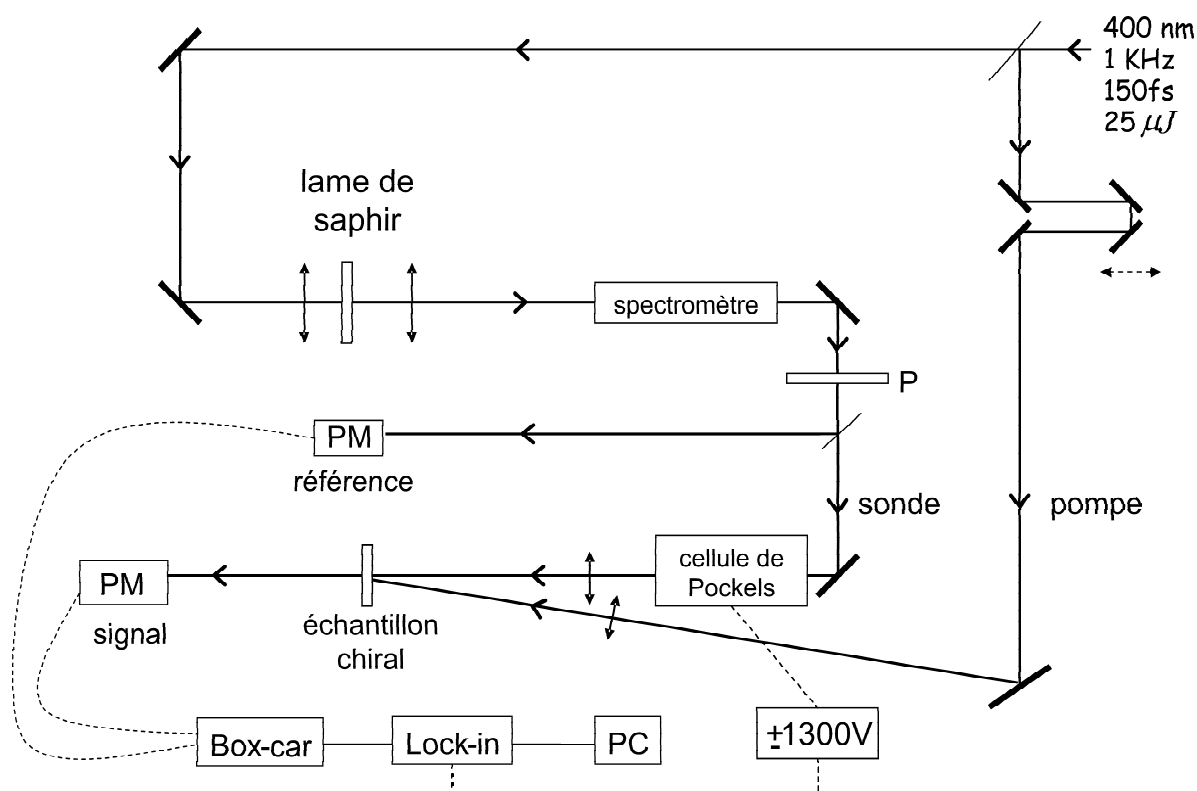 400 nm
1 KHz
150fs
25 μJ
lame de
saphir
spectromètre
P
PM
référence
sonde
pompe
cellule de
Pockels
PM
signal
échantillon
chiral
Box-car
Lock-in
PC
±1300V